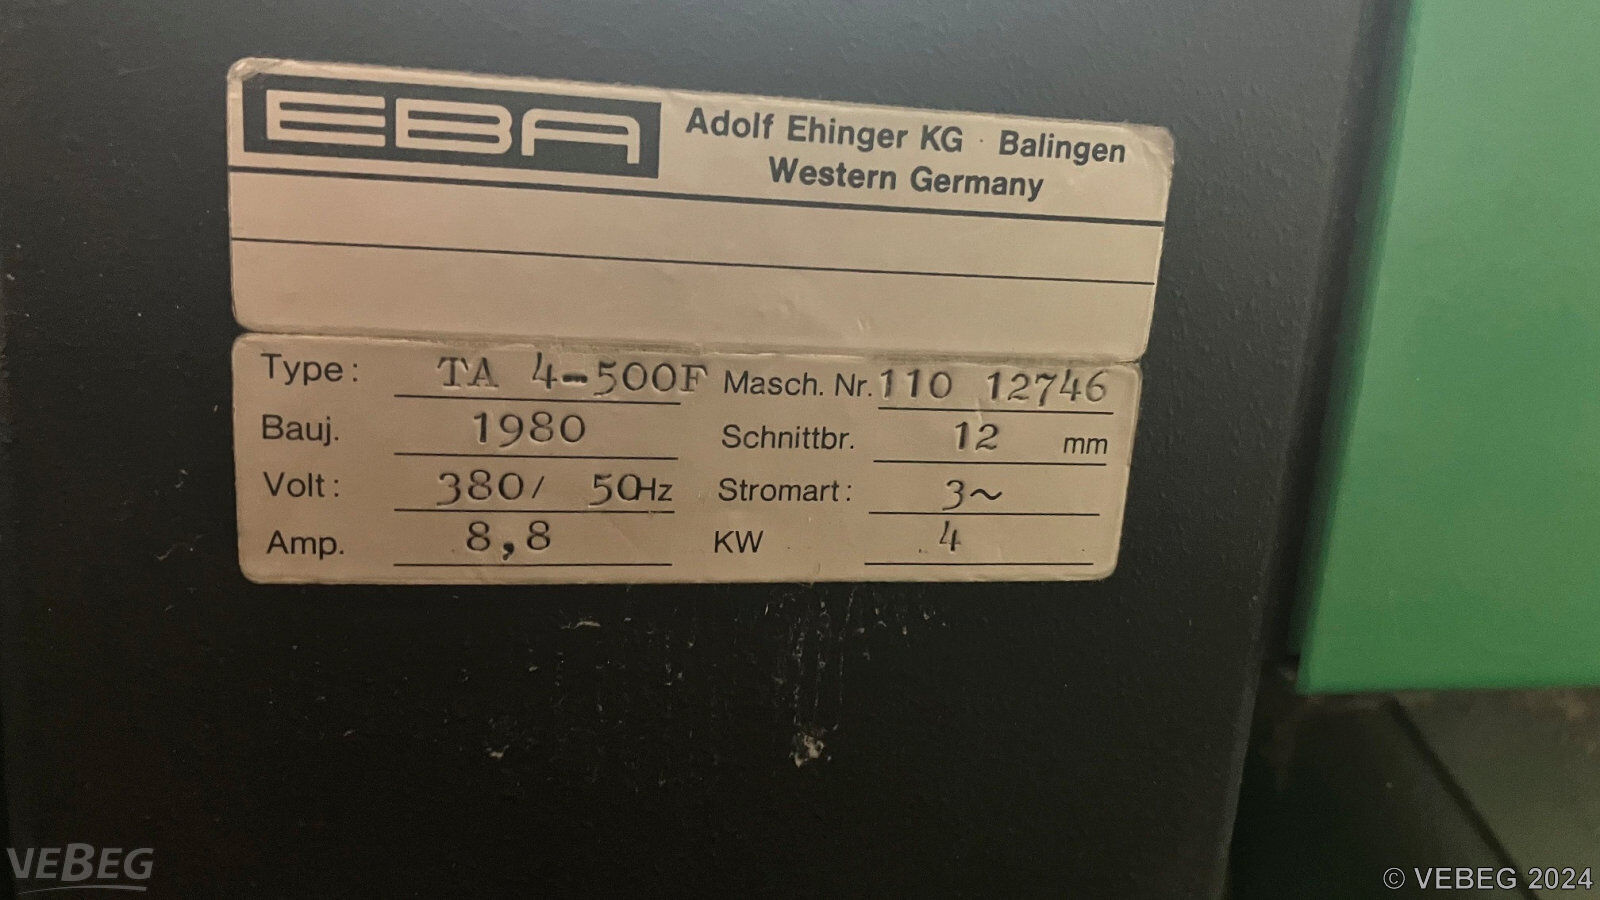 EBA Adolf Ehinger KG · Balingen
Western Germany
Type: TA 4-500F Masch. Nr. 110 12746
Bauj. 1980 Schnittbr. 12 mm
Volt: 380/ 50Hz Stromart: 3~
Amp. 8,8 KW 4
VEBEG
© VEBEG 2024